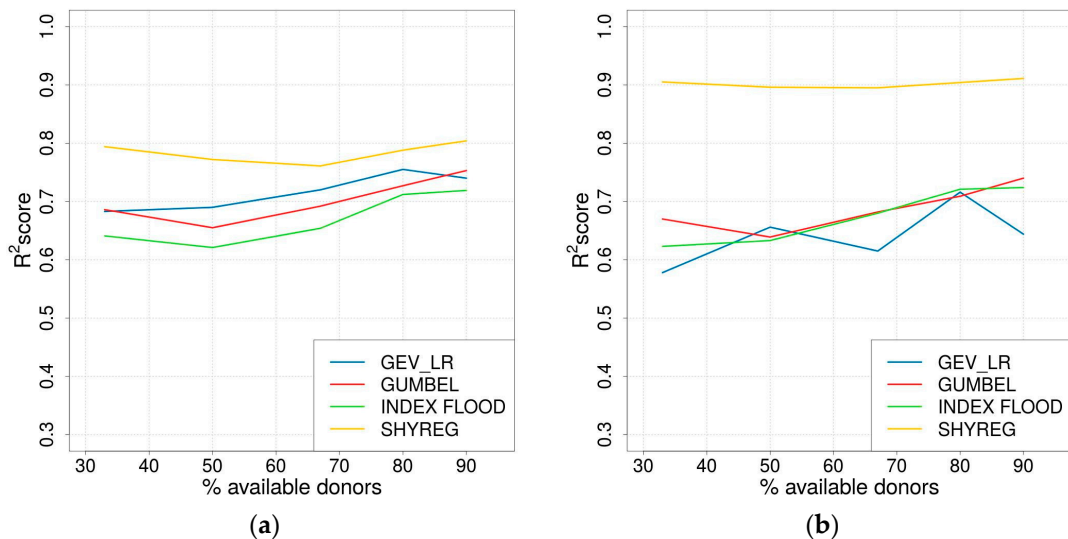 1.0
0.9
0.8
0.7
0.6
0.5
0.4
0.3
R²score
GEV_LR
GUMBEL
INDEX FLOOD
SHYREG
30 40 50 60 70 80 90
% available donors
(a)
1.0
0.9
0.8
0.7
0.6
0.5
0.4
0.3
R²score
GEV_LR
GUMBEL
INDEX FLOOD
SHYREG
30 40 50 60 70 80 90
% available donors
(b)